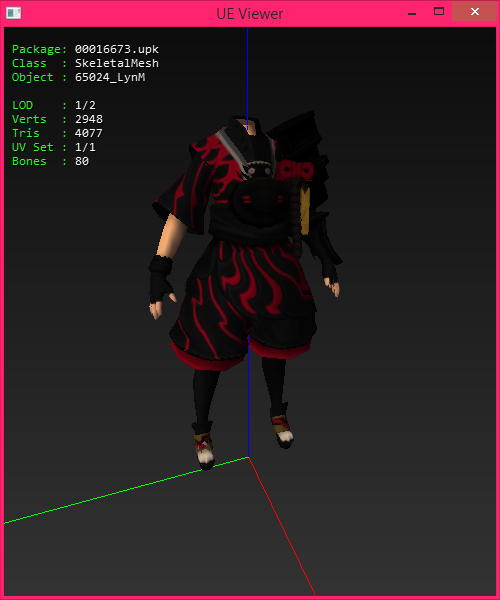 UE Viewer
Package: 00016673.upk
Class  : SkeletalMesh
Object : 65024_LynM
LOD    : 1/2
Verts  : 2948
Tris   : 4077
UV Set : 1/1
Bones  : 80